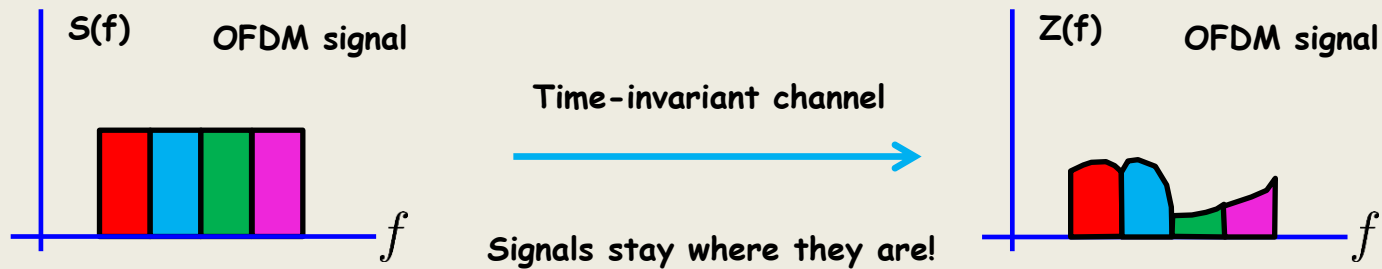 S(f)
OFDM signal
f
Time-invariant channel
Signals stay where they are!
Z(f)
OFDM signal
f